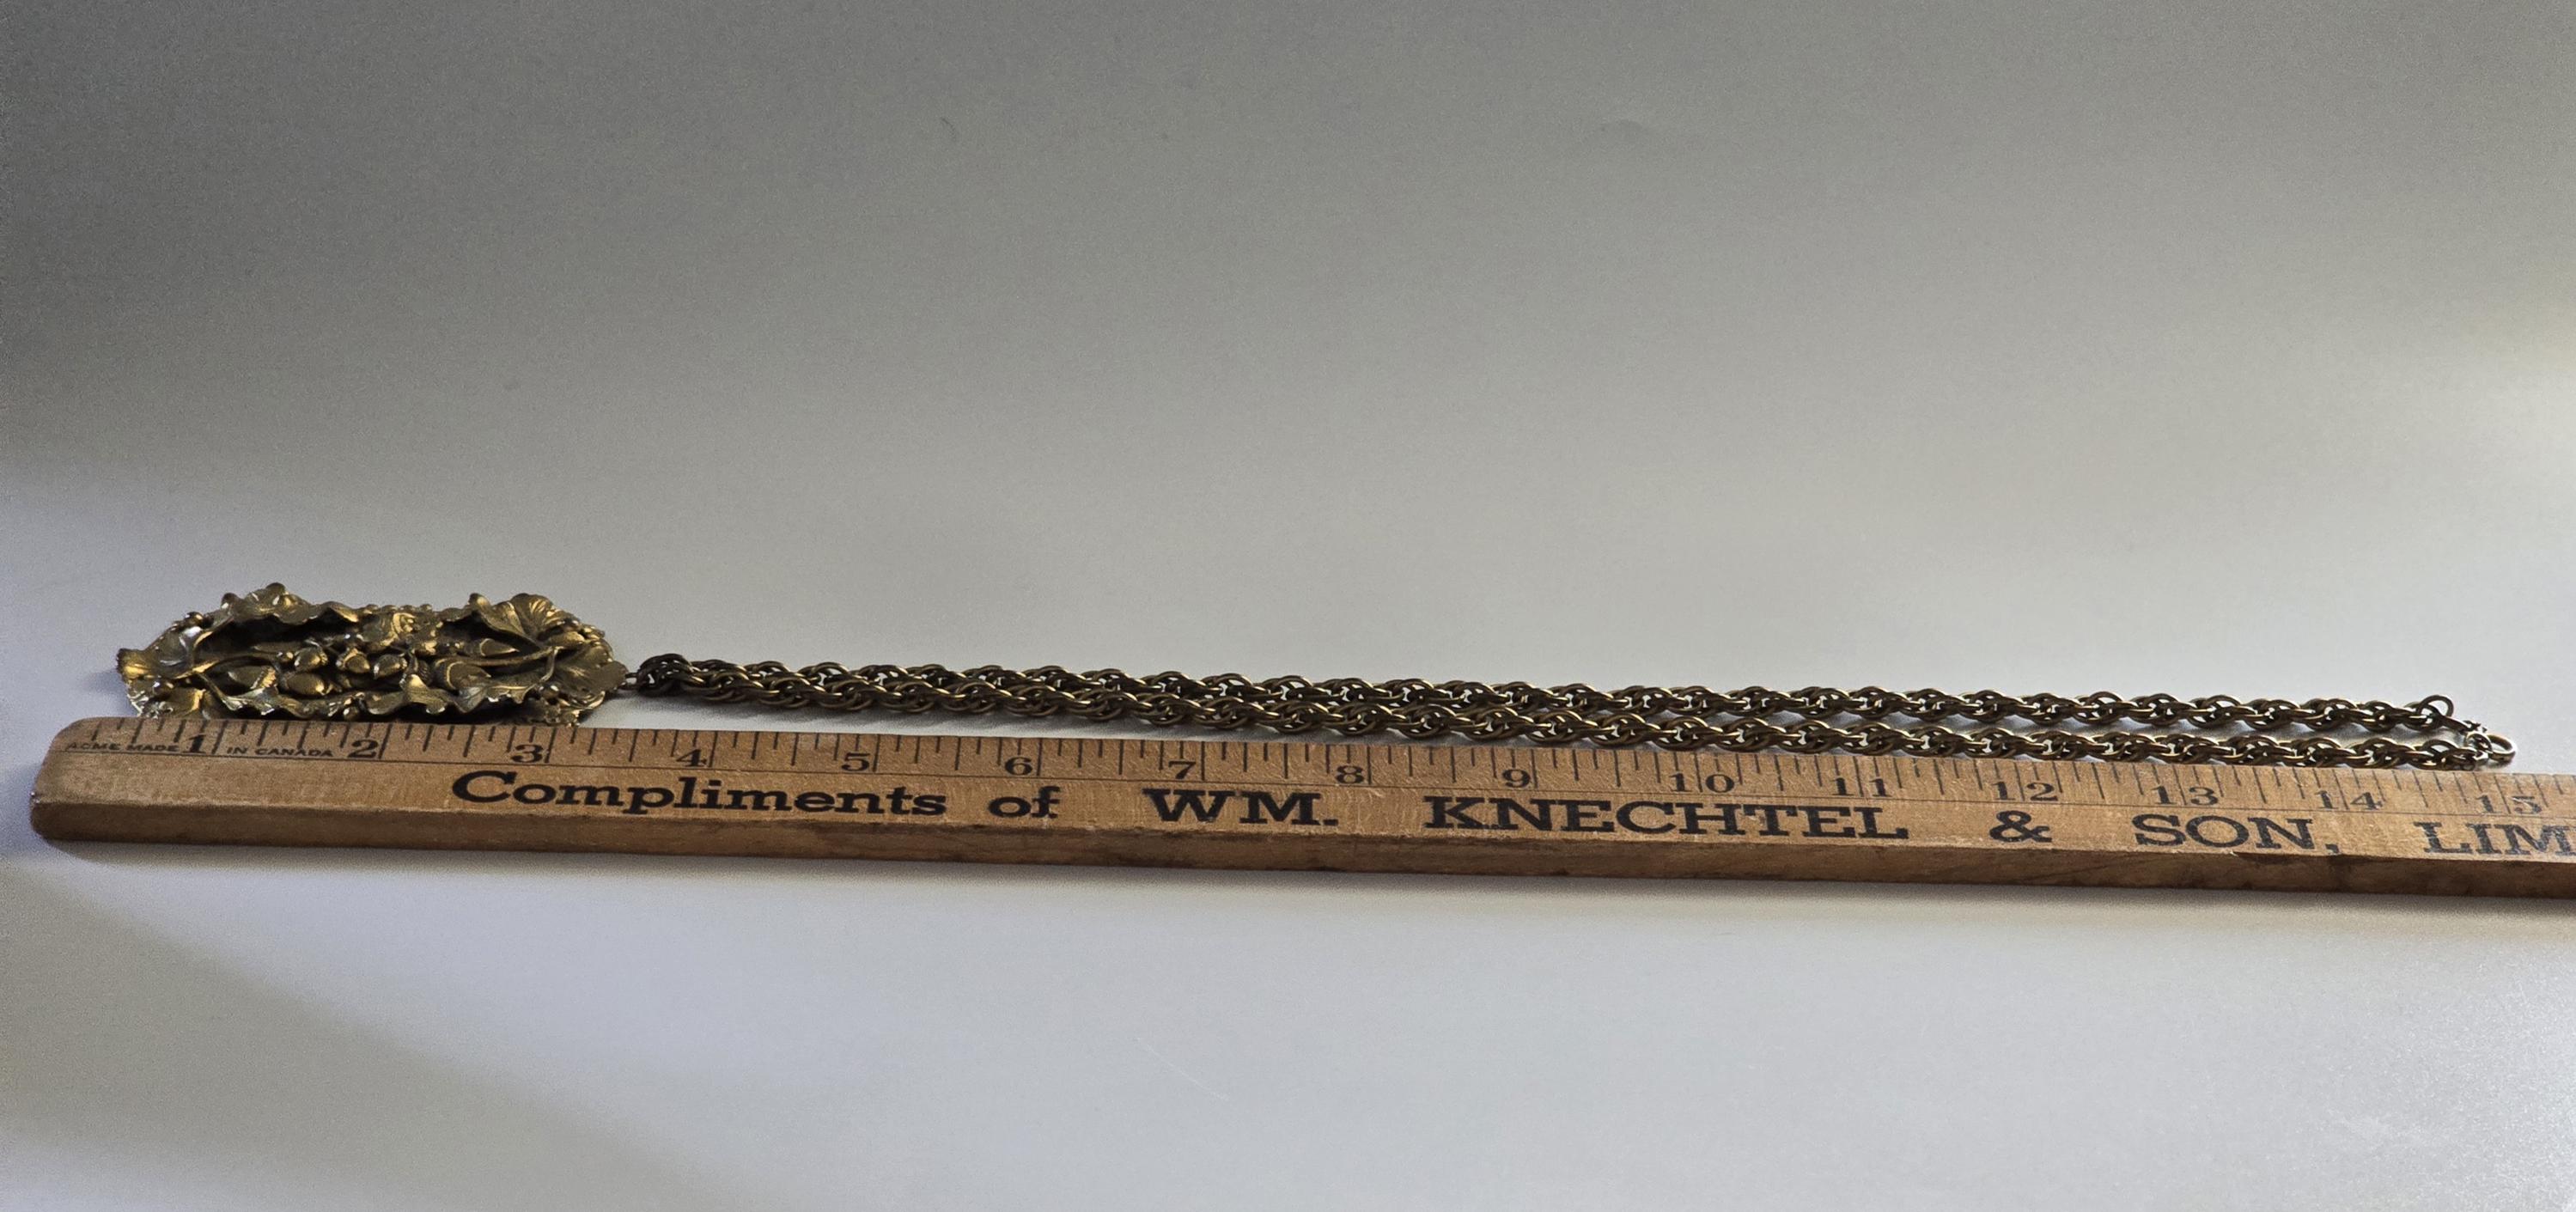 ACME MADE 1 IN CANADA 2 3 4 5 6 7 8 9 10 11 12 13 14 15
Compliments of WM. KNECHTEL & SON, LIM